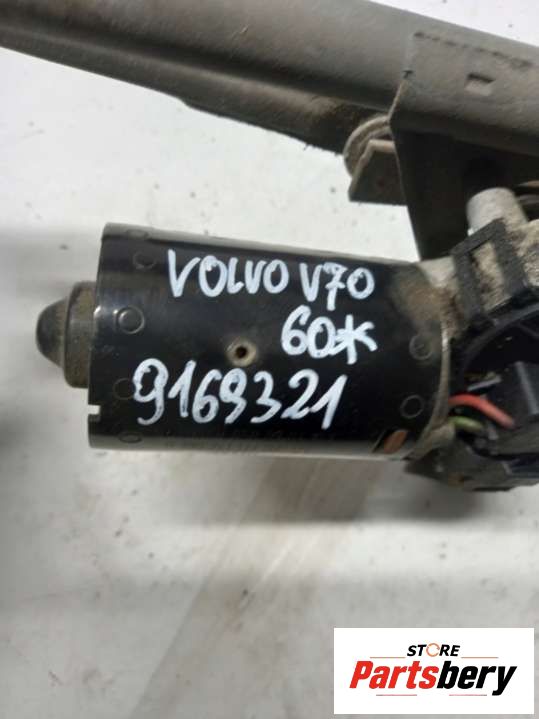 VOLVO V70
60*
9169321
STORE
Partsbery